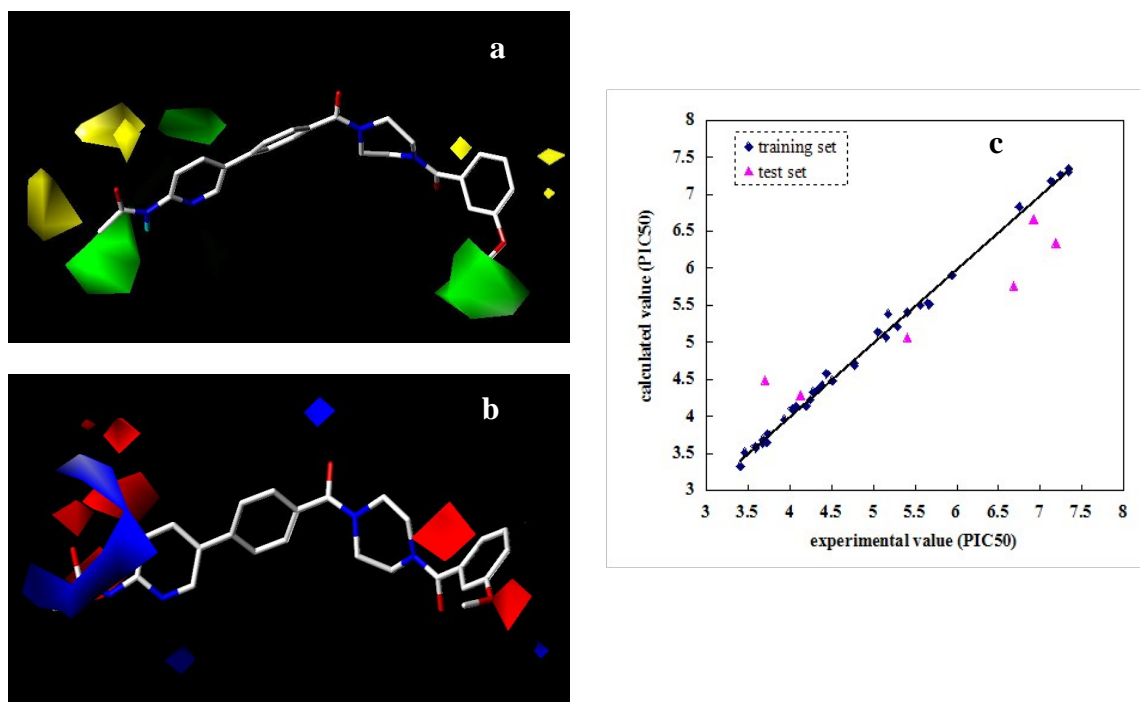 a
b
c
training set
test set
calculated value (PIC50)
8
7.5
7
6.5
6
5.5
5
4.5
4
3.5
3
3 3.5 4 4.5 5 5.5 6 6.5 7 7.5 8
experimental value (PIC50)